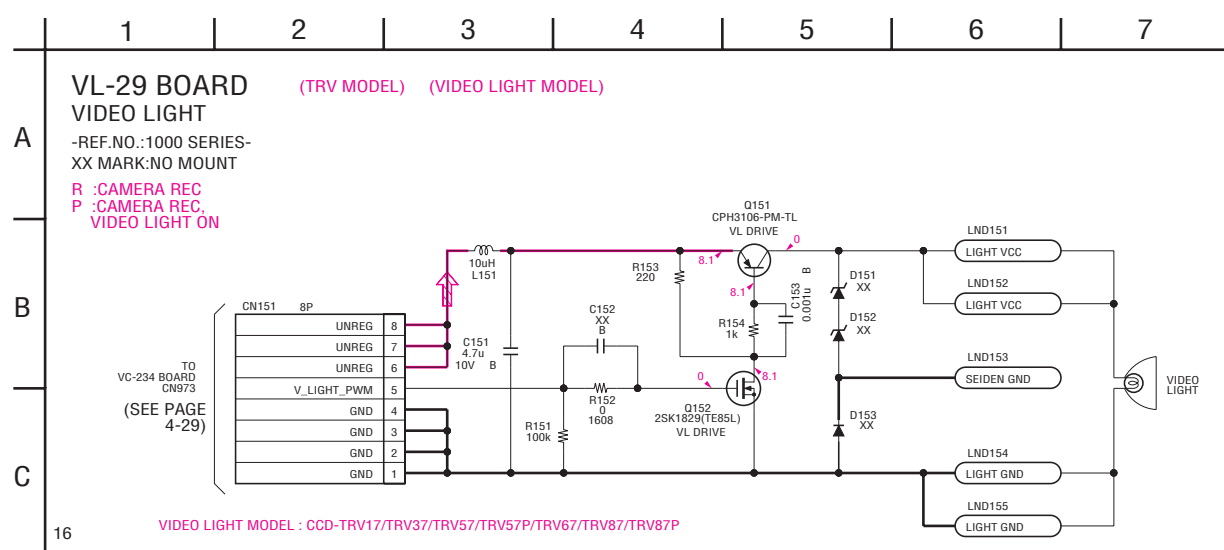 1 2 3 4 5 6 7
A
B
C
VL-29 BOARD
(TRV MODEL) (VIDEO LIGHT MODEL)
VIDEO LIGHT
-REF.NO.:1000 SERIES-
XX MARK:NO MOUNT
R :CAMERA REC
P :CAMERA REC,
VIDEO LIGHT ON
TO
VC-234 BOARD
CN973
(SEE PAGE
4-29)
CN151 8P
UNREG 8
UNREG 7
UNREG 6
V_LIGHT_PWM 5
GND 4
GND 3
GND 2
GND 1
10uH
L151
C151
4.7u
10V B
C152
XX
B
R152
0
1608
R151
100k
R153
220
Q151
CPH3106-PM-TL
VL DRIVE
8.1
0
8.1
R154
1k
C153
0.001u B
0
8.1
Q152
2SK1829(TE85L)
VL DRIVE
D151
XX
D152
XX
D153
XX
LND151
LIGHT VCC
LND152
LIGHT VCC
LND153
SEIDEN GND
LND154
LIGHT GND
LND155
LIGHT GND
VIDEO
LIGHT
16
VIDEO LIGHT MODEL : CCD-TRV17/TRV37/TRV57/TRV57P/TRV67/TRV87/TRV87P